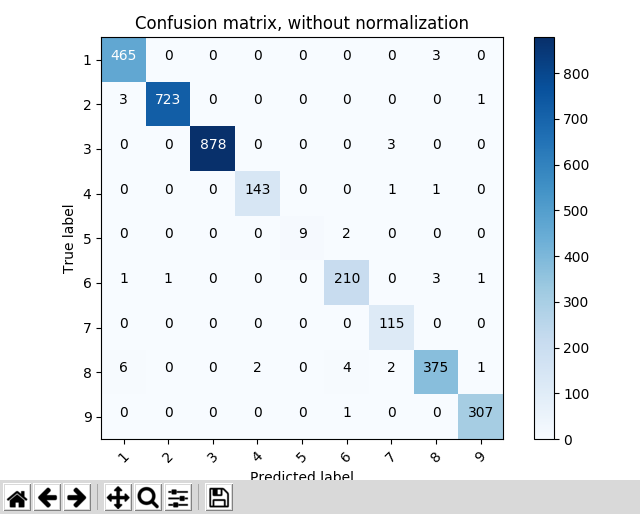 Confusion matrix, without normalization
1 465 0 0 0 0 0 0 3 0
2 3 723 0 0 0 0 0 0 1
3 0 0 878 0 0 0 3 0 0
4 0 0 0 143 0 0 1 1 0
5 0 0 0 0 9 2 0 0 0
6 1 1 0 0 0 210 0 3 1
7 0 0 0 0 0 0 115 0 0
8 6 0 0 2 0 4 2 375 1
9 0 0 0 0 0 1 0 0 307
1 2 3 4 5 6 7 8 9
True label
Predicted label
800
700
600
500
400
300
200
100
0